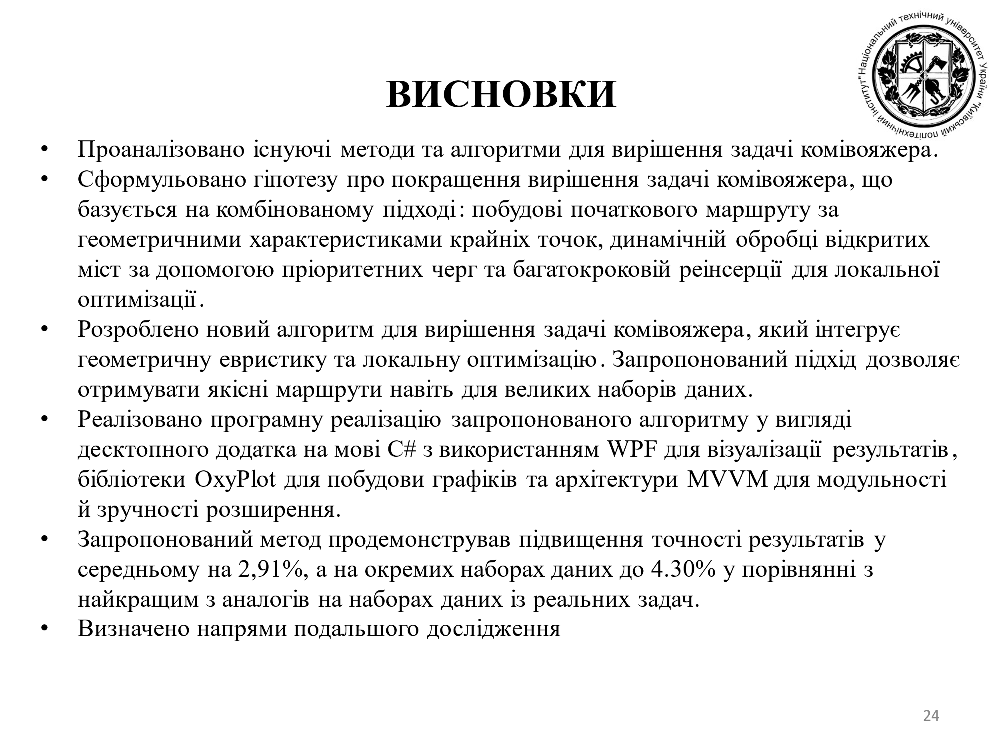 Національний технічний університет України "Київський політехнічний інститут"
ВИСНОВКИ
• Проаналізовано існуючі методи та алгоритми для вирішення задачі комівояжера.
• Сформульовано гіпотезу про покращення вирішення задачі комівояжера, що
базується на комбінованому підході: побудові початкового маршруту за
геометричними характеристиками крайніх точок, динамічній обробці відкритих
міст за допомогою пріоритетних черг та багатокроковій реінсерції для локальної
оптимізації.
• Розроблено новий алгоритм для вирішення задачі комівояжера, який інтегрує
геометричну евристику та локальну оптимізацію. Запропонований підхід дозволяє
отримувати якісні маршрути навіть для великих наборів даних.
• Реалізовано програмну реалізацію запропонованого алгоритму у вигляді
десктопного додатка на мові C# з використанням WPF для візуалізації результатів,
бібліотеки OxyPlot для побудови графіків та архітектури MVVM для модульності
й зручності розширення.
• Запропонований метод продемонстрував підвищення точності результатів у
середньому на 2,91%, а на окремих наборах даних до 4.30% у порівнянні з
найкращим з аналогів на наборах даних із реальних задач.
• Визначено напрями подальшого дослідження
24